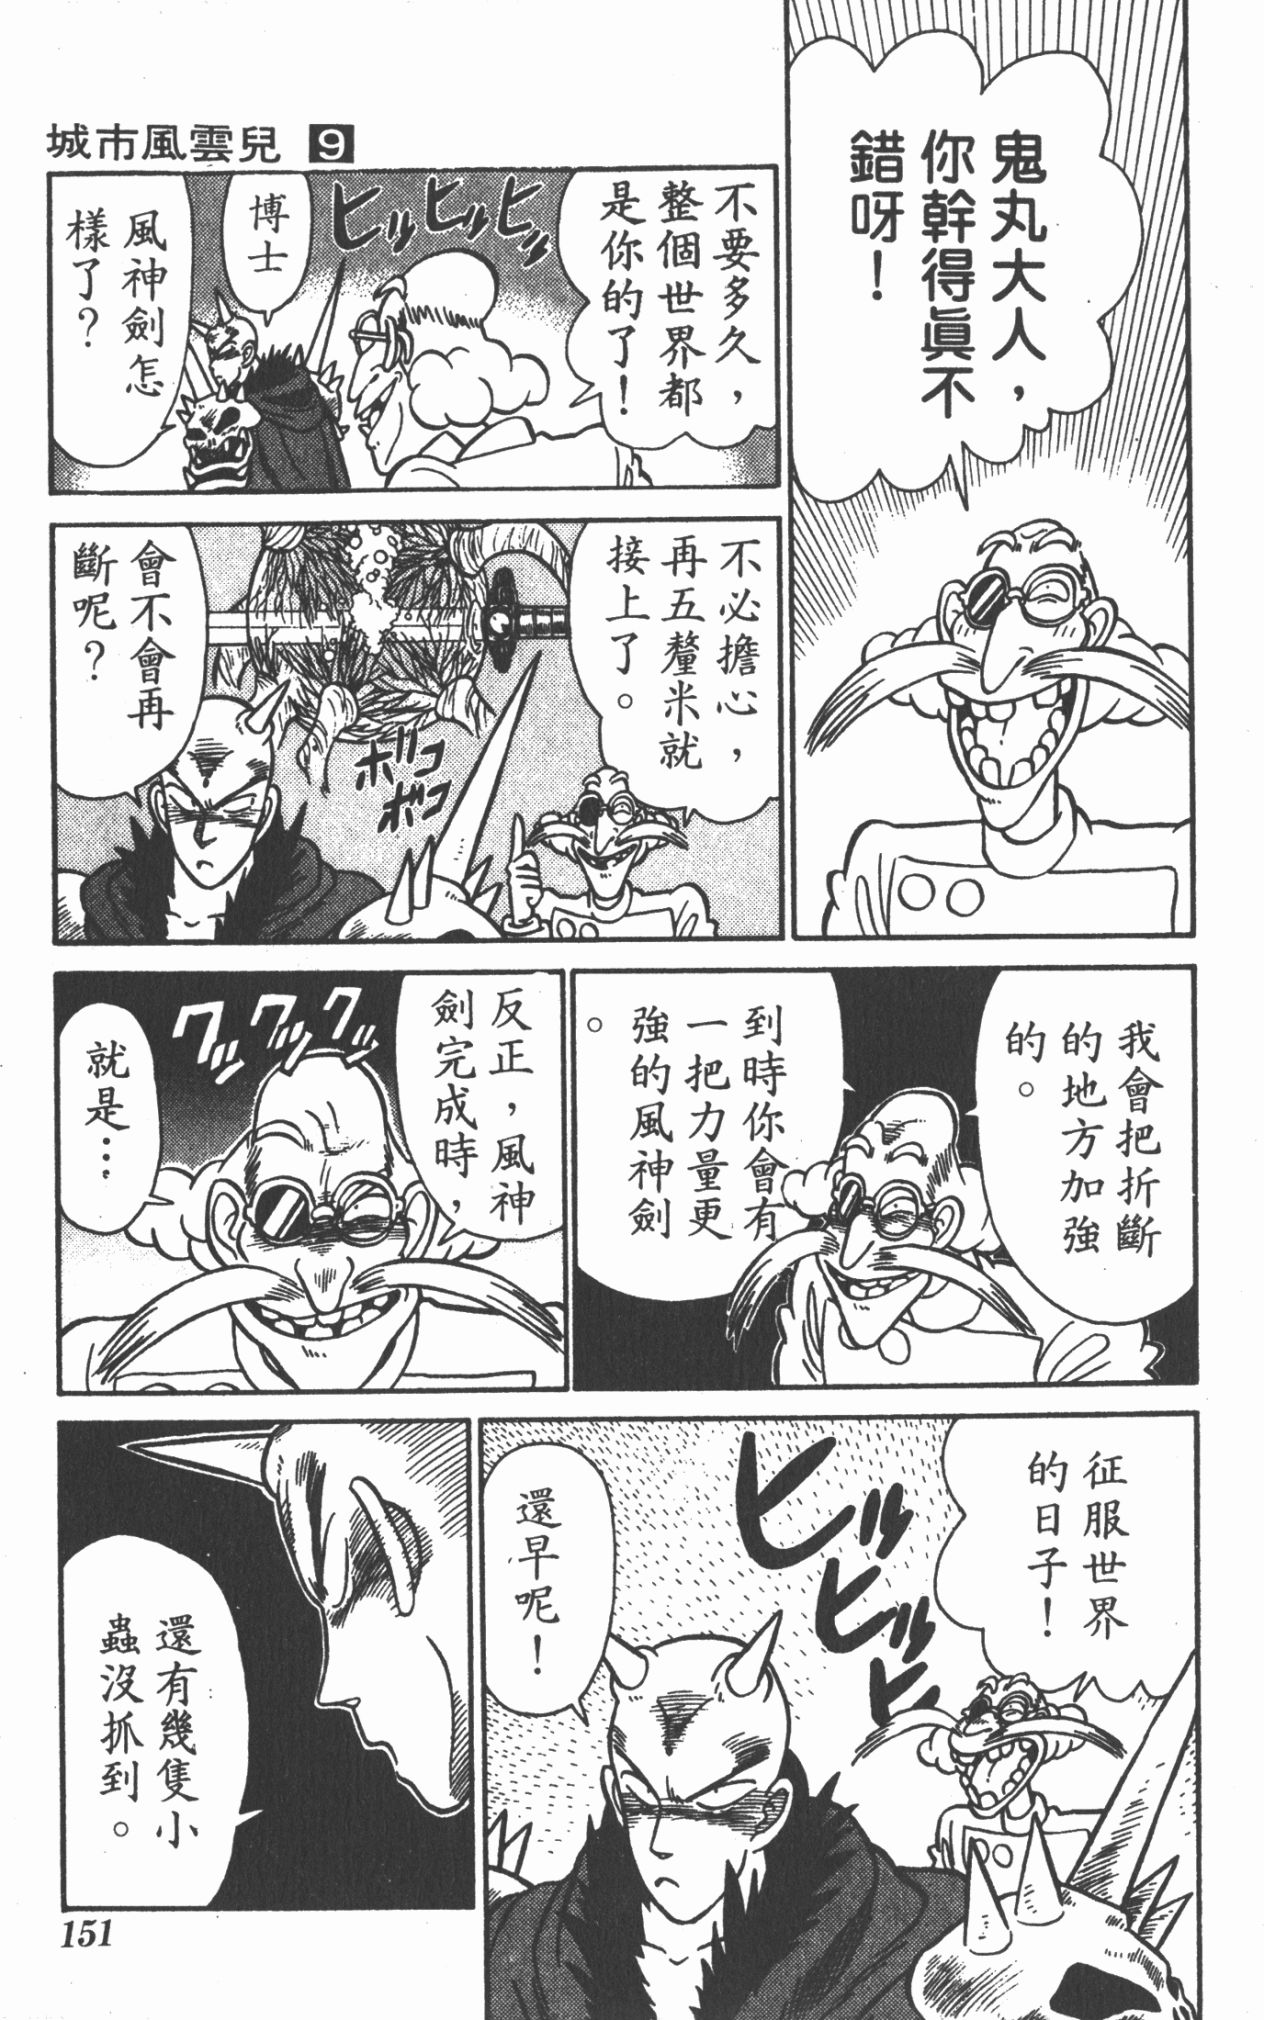 城市風雲兒 9
鬼丸大人，
你幹得真不
錯呀！
不要多久，
整個世界都
是你的了！
ヒッヒッヒッ
博士
風神劍怎
樣了？
不必擔心，
再五釐米就
接上了。
ボコ
ボコ
會不會再
斷呢？
我會把折斷
的地方加強
的。
到時你會有
一把力量更
強的風神劍
。
反正，風神
劍完成時，
クックックッ
就是…
征服世界
的日子！
ヒッヒッ
還早呢！
還有幾隻小
蟲沒抓到。
151